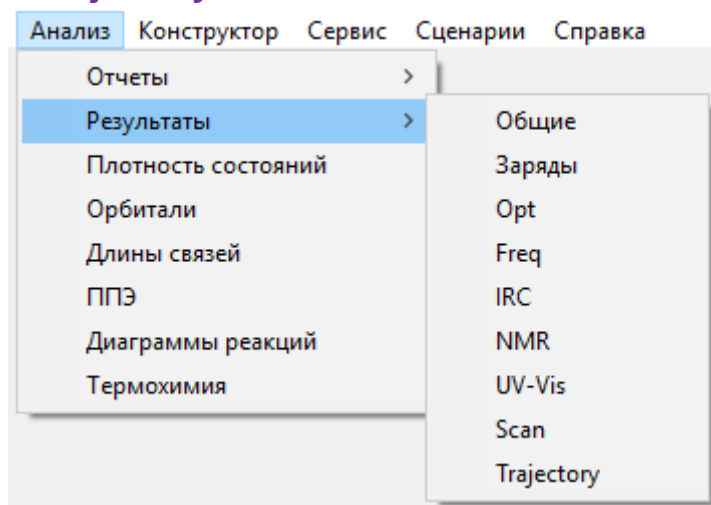 Анализ Конструктор Сервис Сценарии Справка
Отчеты >
Результаты >
Плотность состояний
Орбитали
Длины связей
ППЭ
Диаграммы реакций
Термохимия
Общие
Заряды
Opt
Freq
IRC
NMR
UV-Vis
Scan
Trajectory